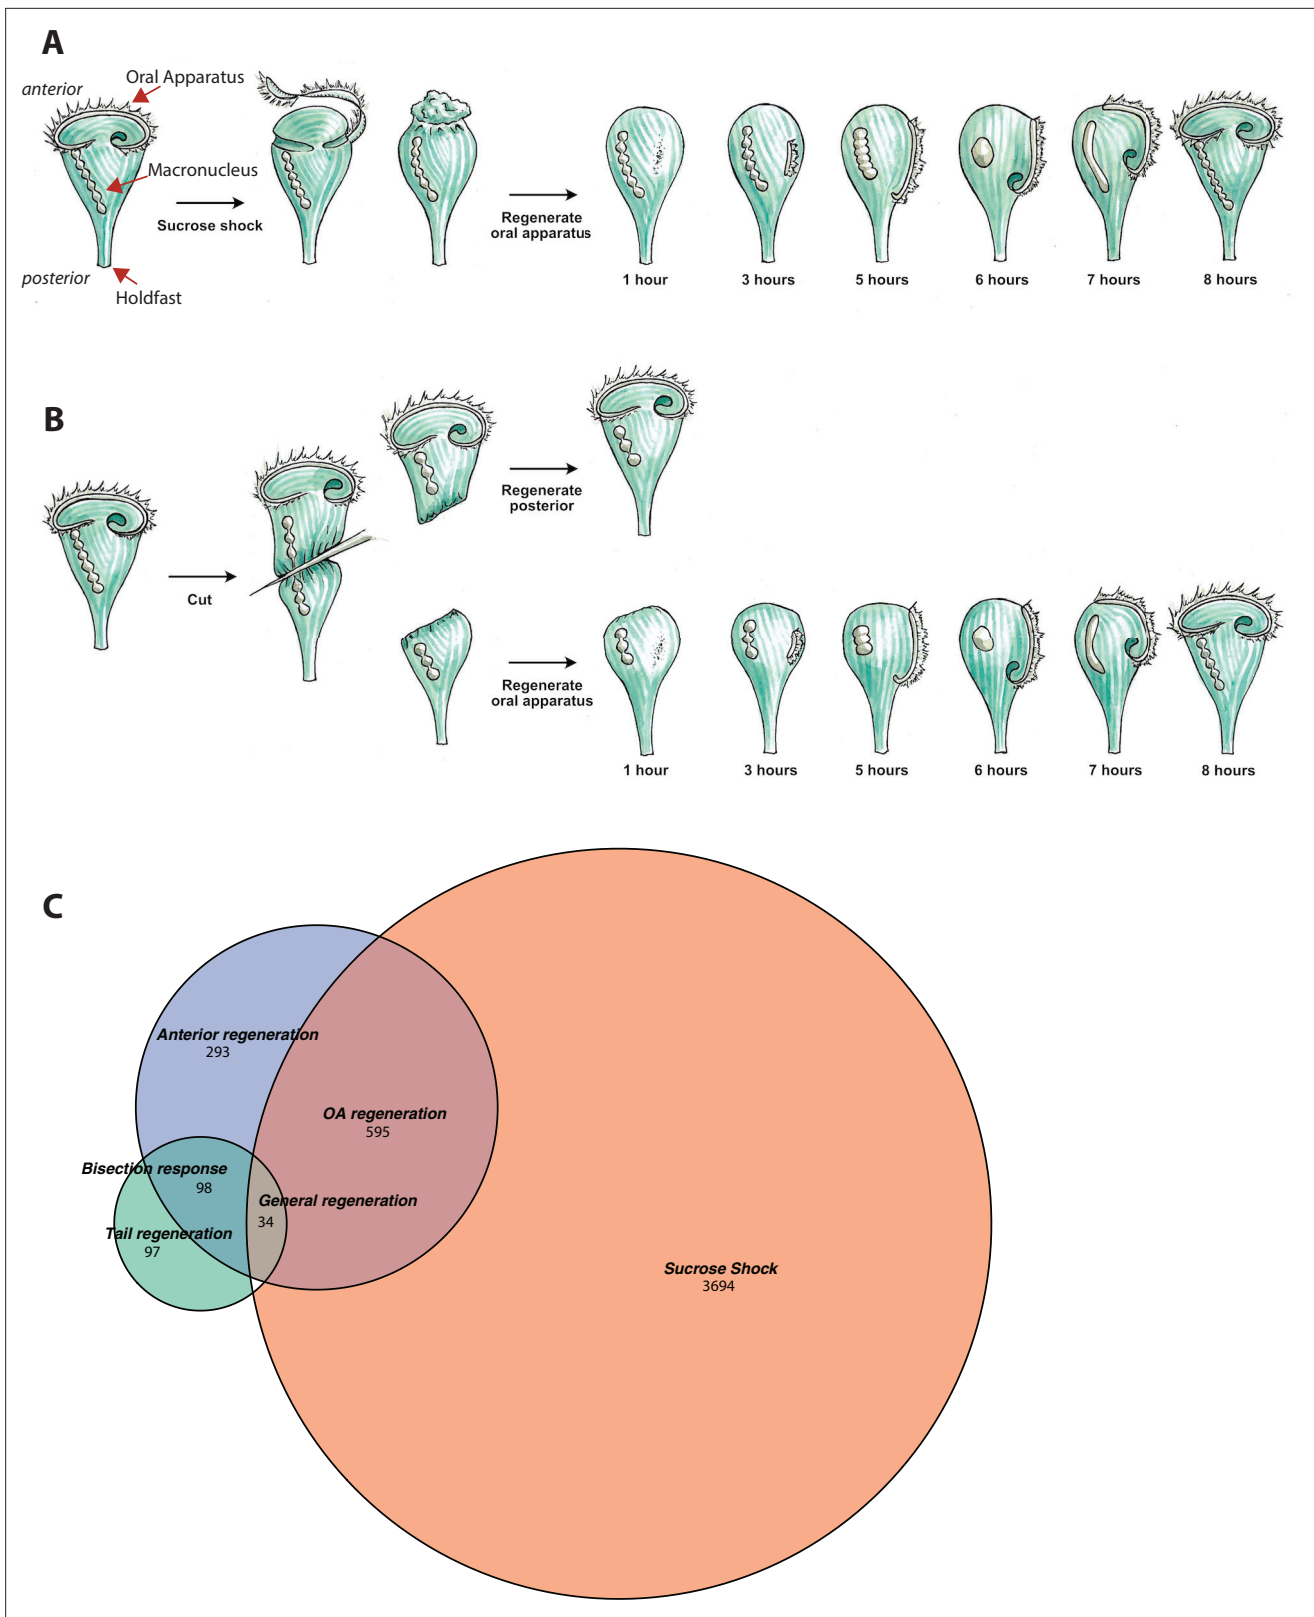 A
Oral Apparatus
anterior
Macronucleus
Sucrose shock
posterior
Holdfast
Regenerate
oral apparatus
1 hour
3 hours
5 hours
6 hours
7 hours
8 hours
B
Cut
Regenerate
posterior
Regenerate
oral apparatus
1 hour
3 hours
5 hours
6 hours
7 hours
8 hours
C
Anterior regeneration
293
OA regeneration
595
Bisection response
98
General regeneration
34
Tail regeneration
97
Sucrose Shock
3694